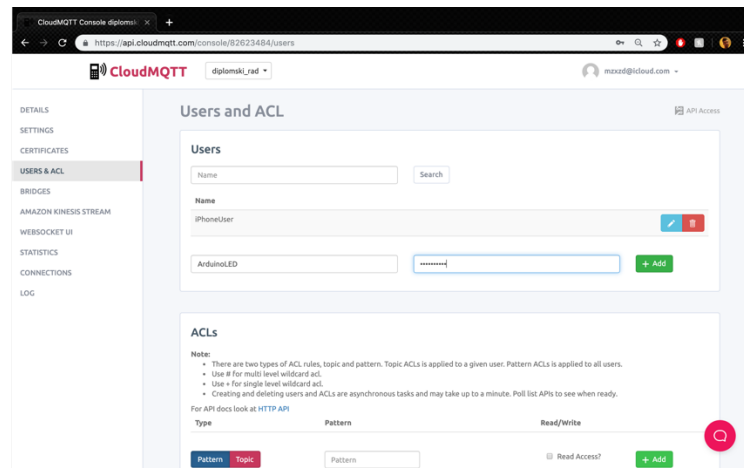 CloudMQTT Console diplomsk
https://api.cloudmqtt.com/console/82623484/users
CloudMQTT
diplomski_rad
mzxzd@icloud.com
DETAILS
SETTINGS
CERTIFICATES
USERS & ACL
BRIDGES
AMAZON KINESIS STREAM
WEBSOCKET UI
STATISTICS
CONNECTIONS
LOG
Users and ACL
API Access
Users
Name
Search
Name
iPhoneUser
ArduinoLED
••••••••••
+ Add
ACLs
Note:
• There are two types of ACL rules, topic and pattern. Topic ACLs is applied to a given user. Pattern ACLs is applied to all users.
• Use # for multi level wildcard acl.
• Use + for single level wildcard acl.
• Creating and deleting users and ACLs are asynchronous tasks and may take up to a minute. Poll list APIs to see when ready.
For API docs look at HTTP API
Type Pattern Read/Write
Pattern Topic Pattern Read Access? + Add